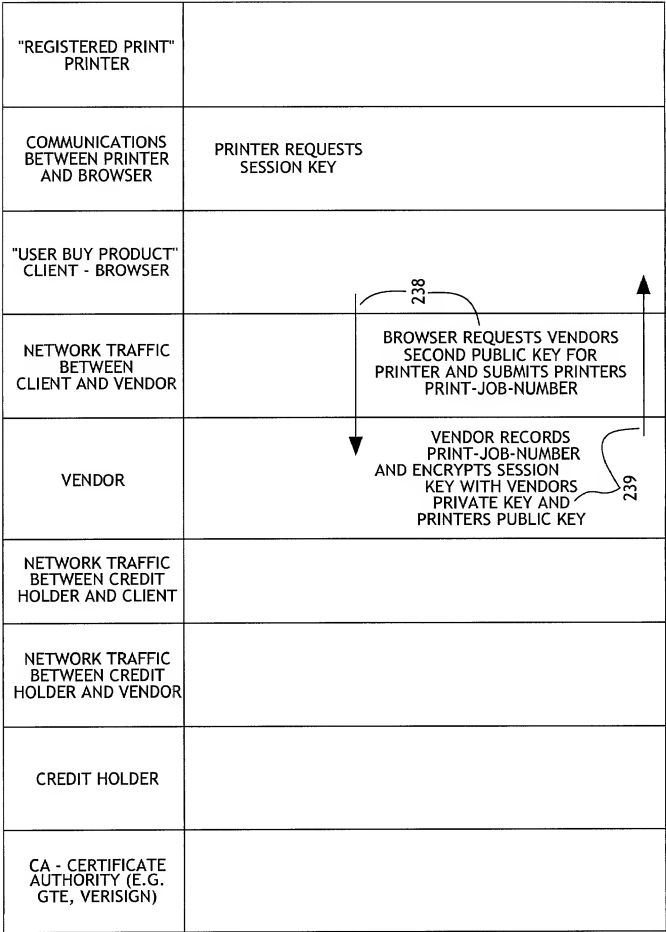 "REGISTERED PRINT"
PRINTER
COMMUNICATIONS
BETWEEN PRINTER
AND BROWSER
PRINTER REQUESTS
SESSION KEY
"USER BUY PRODUCT"
CLIENT - BROWSER
238
NETWORK TRAFFIC
BETWEEN
CLIENT AND VENDOR
BROWSER REQUESTS VENDORS
SECOND PUBLIC KEY FOR
PRINTER AND SUBMITS PRINTERS
PRINT-JOB-NUMBER
VENDOR
VENDOR RECORDS
PRINT-JOB-NUMBER
AND ENCRYPTS SESSION
KEY WITH VENDORS
PRIVATE KEY AND
PRINTERS PUBLIC KEY
239
NETWORK TRAFFIC
BETWEEN CREDIT
HOLDER AND CLIENT
NETWORK TRAFFIC
BETWEEN CREDIT
HOLDER AND VENDOR
CREDIT HOLDER
CA - CERTIFICATE
AUTHORITY (E.G.
GTE, VERISIGN)